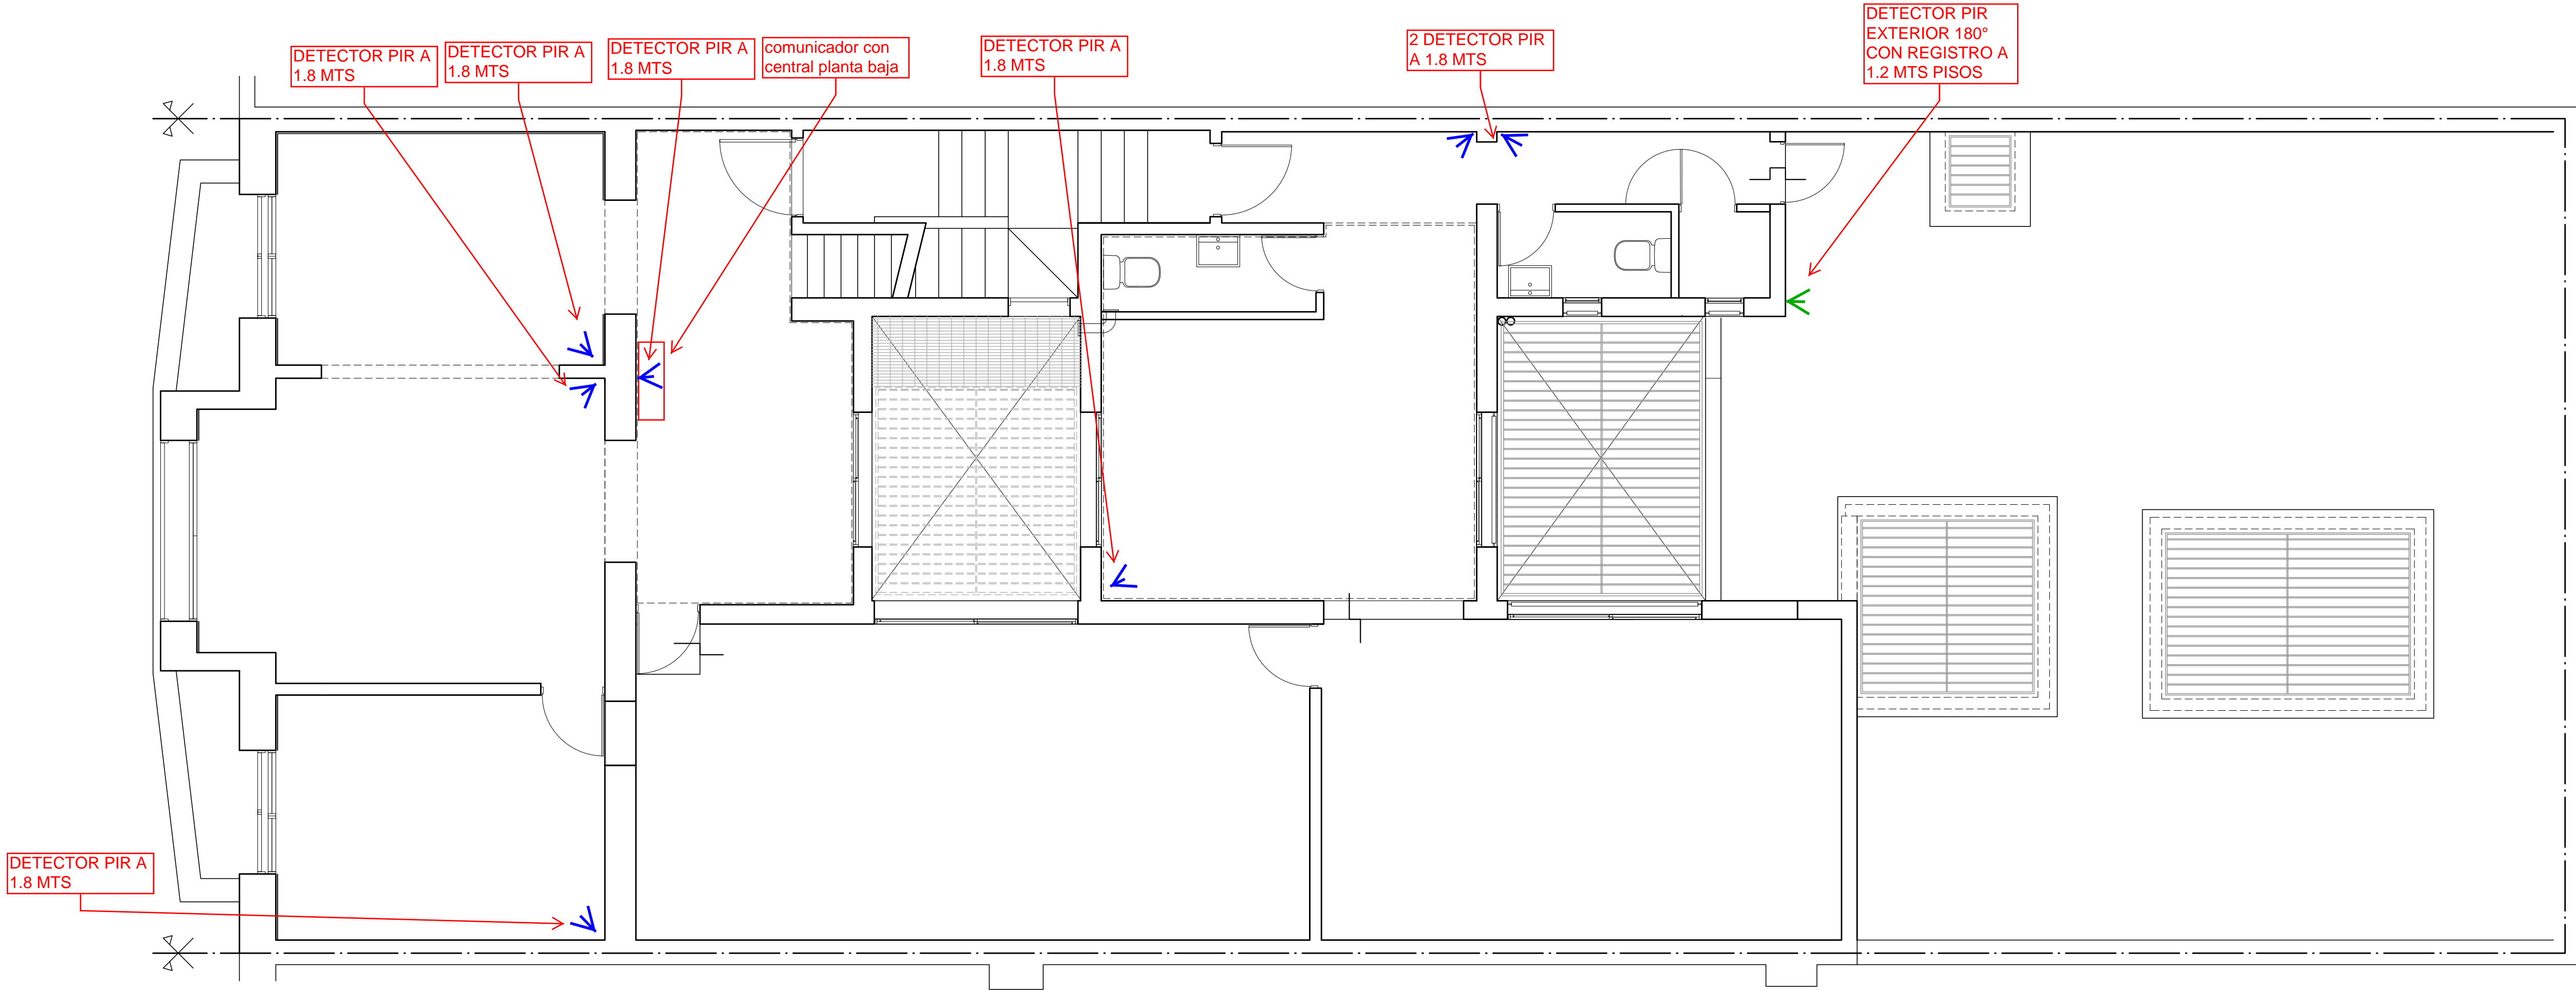 DETECTOR PIR A
1.8 MTS
DETECTOR PIR A
1.8 MTS
DETECTOR PIR A
1.8 MTS
comunicador con
central planta baja
DETECTOR PIR A
1.8 MTS
2 DETECTOR PIR
A 1.8 MTS
DETECTOR PIR
EXTERIOR 180°
CON REGISTRO A
1.2 MTS PISOS
DETECTOR PIR A
1.8 MTS